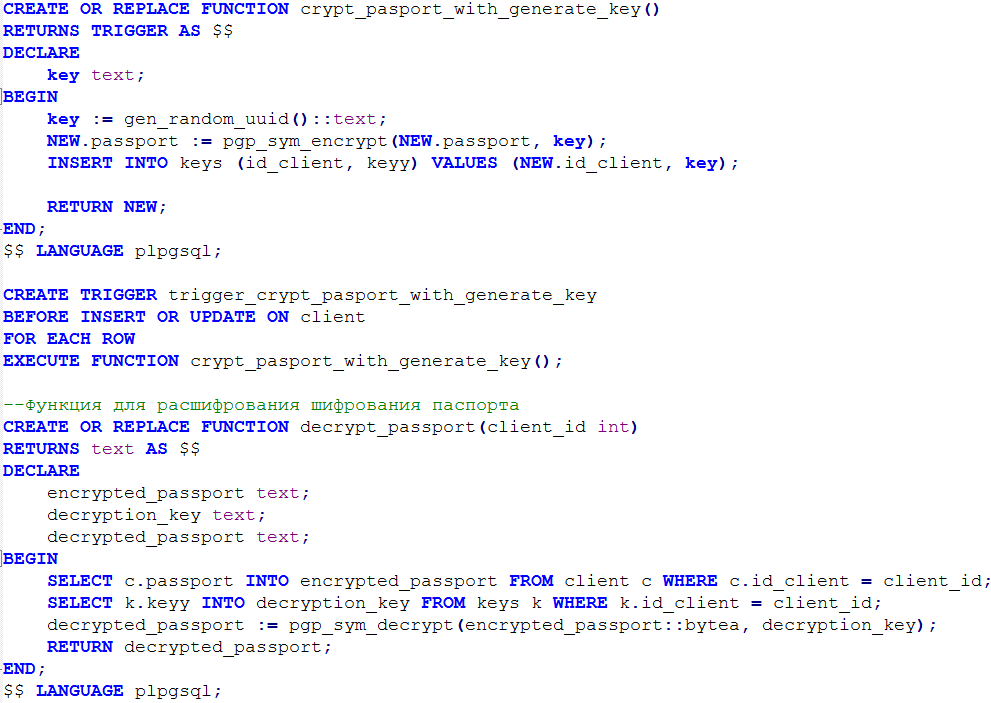 CREATE OR REPLACE FUNCTION crypt_pasport_with_generate_key()
RETURNS TRIGGER AS $$
DECLARE
    key text;
BEGIN
    key := gen_random_uuid()::text;
    NEW.passport := pgp_sym_encrypt(NEW.passport, key);
    INSERT INTO keys (id_client, keyy) VALUES (NEW.id_client, key);

    RETURN NEW;
END;
$$ LANGUAGE plpgsql;

CREATE TRIGGER trigger_crypt_pasport_with_generate_key
BEFORE INSERT OR UPDATE ON client
FOR EACH ROW
EXECUTE FUNCTION crypt_pasport_with_generate_key();

--Функция для расшифрования шифрования паспорта
CREATE OR REPLACE FUNCTION decrypt_passport(client_id int)
RETURNS text AS $$
DECLARE
    encrypted_passport text;
    decryption_key text;
    decrypted_passport text;
BEGIN
    SELECT c.passport INTO encrypted_passport FROM client c WHERE c.id_client = client_id;
    SELECT k.keyy INTO decryption_key FROM keys k WHERE k.id_client = client_id;
    decrypted_passport := pgp_sym_decrypt(encrypted_passport::bytea, decryption_key);
    RETURN decrypted_passport;
END;
$$ LANGUAGE plpgsql;